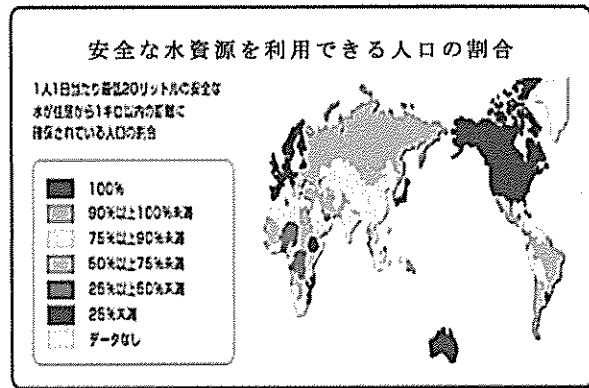 安全な水資源を利用できる人口の割合
1人1日当たり最低20リットルの安全な
水が住居から1キロ以内の距離に
確保されている人口の割合
100%
90%以上100%未満
75%以上90%未満
50%以上75%未満
25%以上50%未満
25%未満
データなし